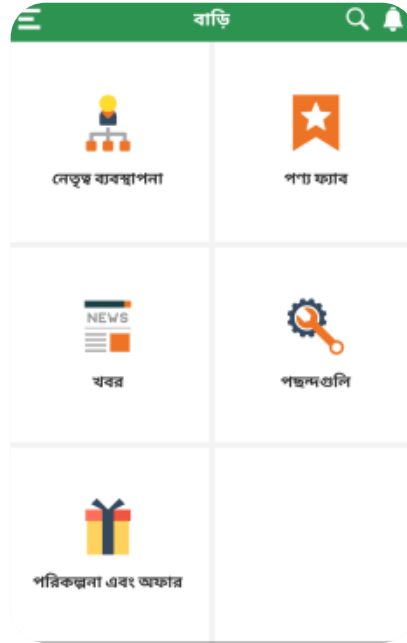 বাড়ি
নেতৃত্ব ব্যবস্থাপনা
পণ্য ফ্যাব
NEWS
খবর
পছন্দগুলি
পরিকল্পনা এবং অফার